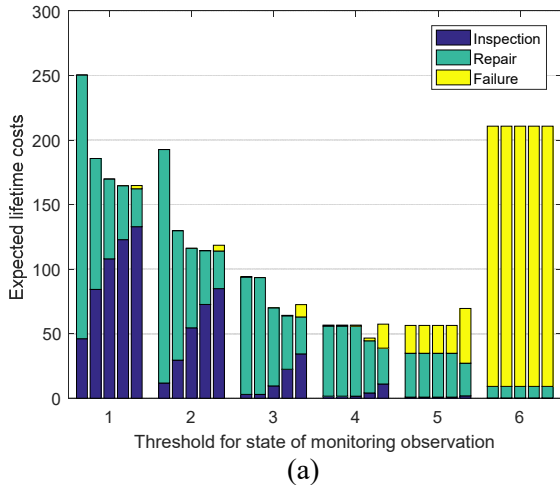 300
250
200
150
100
50
0
Expected lifetime costs
Inspection
Repair
Failure
1 2 3 4 5 6
Threshold for state of monitoring observation
(a)